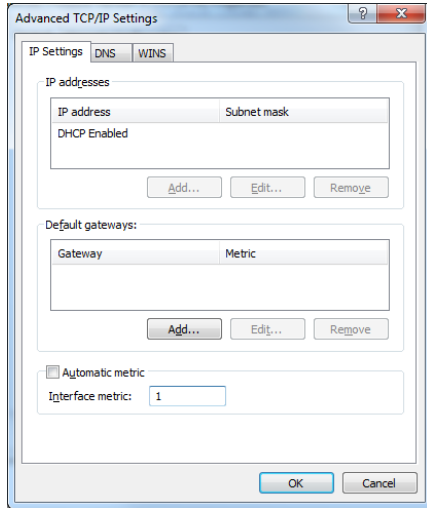 Advanced TCP/IP Settings
IP Settings DNS WINS
IP addresses
IP address Subnet mask
DHCP Enabled
Add... Edit... Remove
Default gateways:
Gateway Metric
Add... Edit... Remove
Automatic metric
Interface metric: 1
OK Cancel